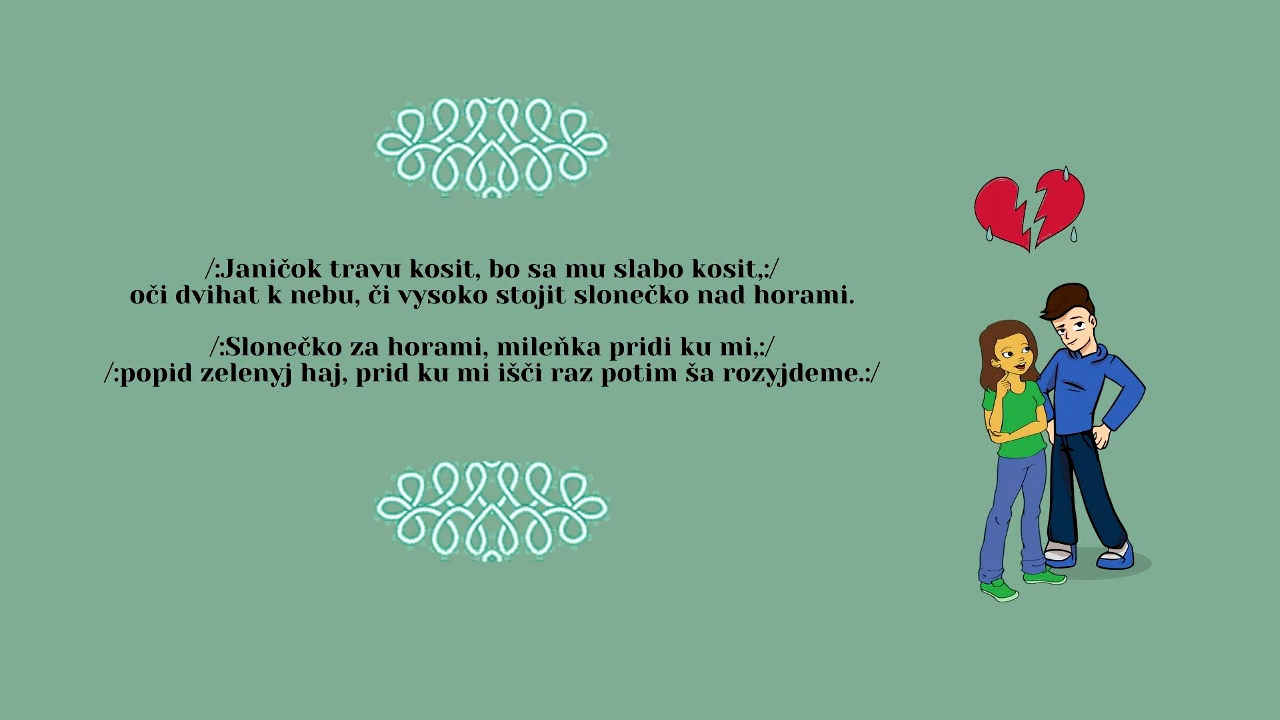 /:Janičok travu kosit, bo sa mu slabo kosit,:/
oči dvihat k nebu, či vysoko stojit slonečko nad horami.
/:Slonečko za horami, mileňka pridi ku mi,:/
/:popid zelenyj haj, prid ku mi išči raz potim ša rozyjdeme.:/